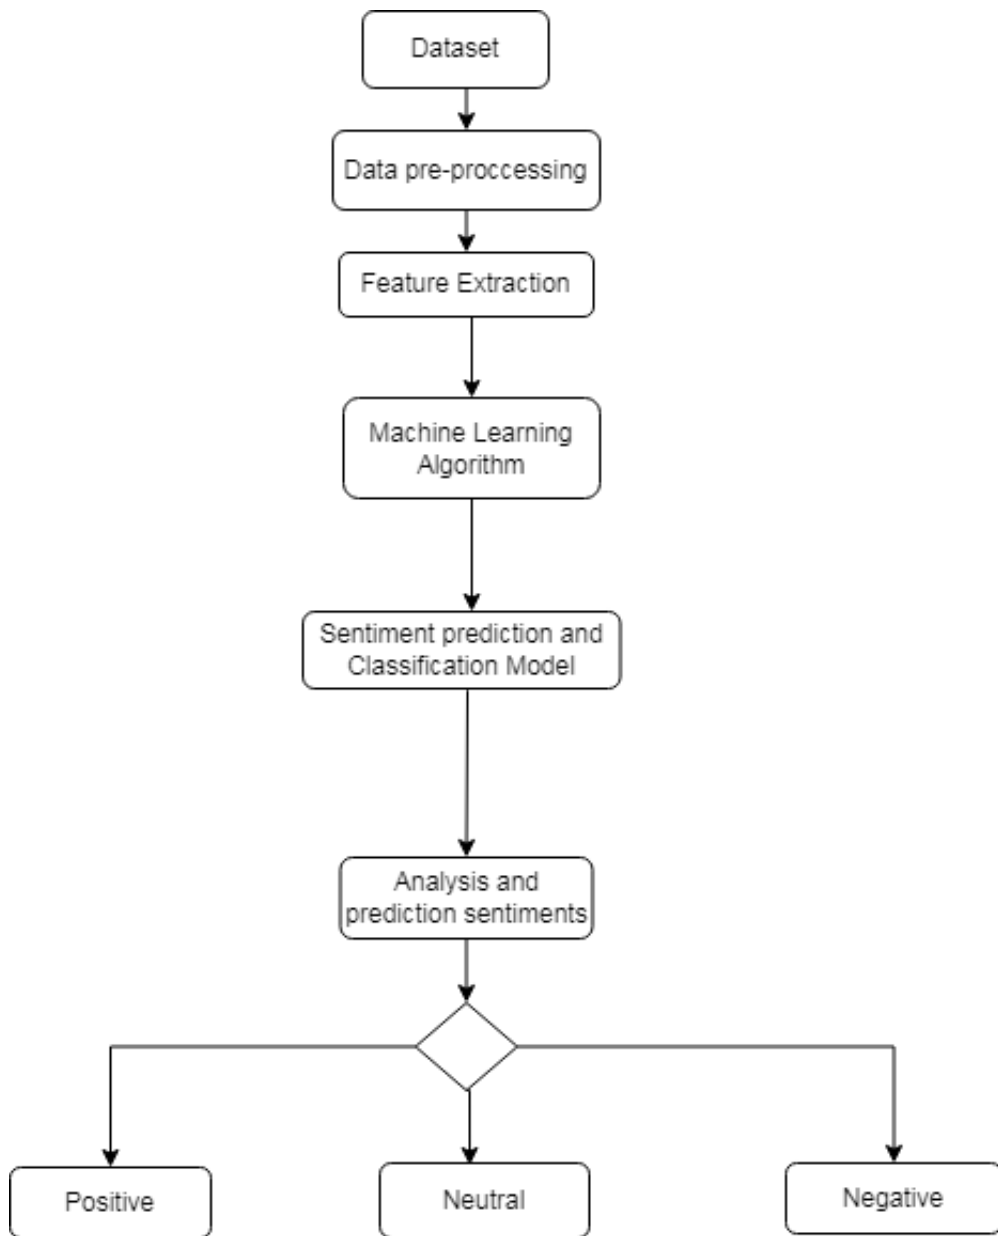 Dataset
Data pre-proccessing
Feature Extraction
Machine Learning
Algorithm
Sentiment prediction and
Classification Model
Analysis and
prediction sentiments
Positive
Neutral
Negative